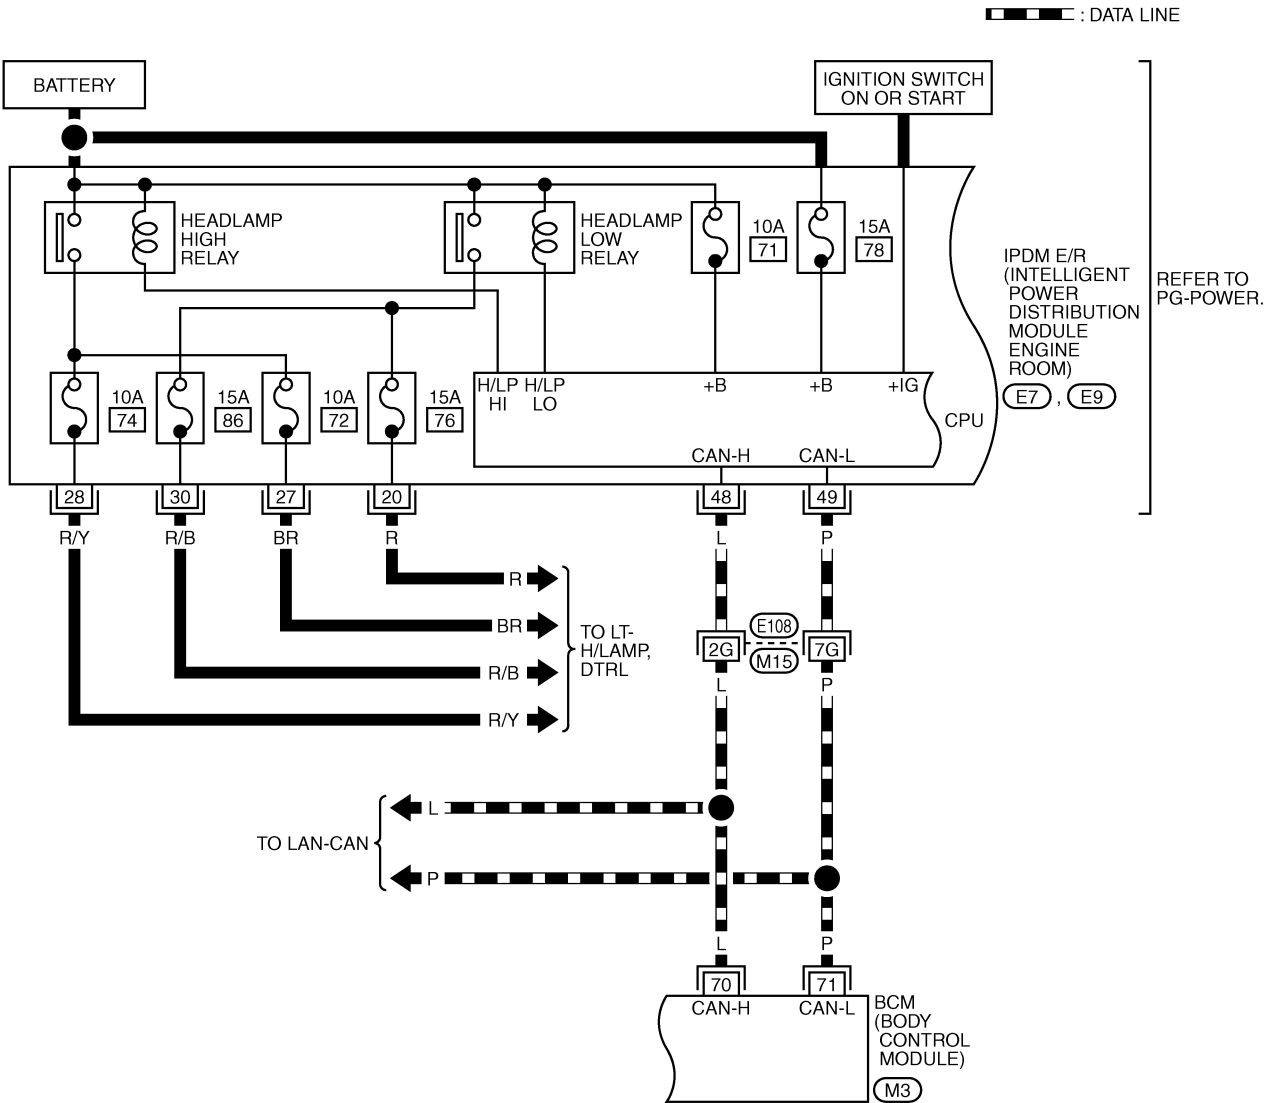 : DATA LINE
BATTERY
IGNITION SWITCH
ON OR START
HEADLAMP
HIGH
RELAY
HEADLAMP
LOW
RELAY
10A
71
15A
78
IPDM E/R
(INTELLIGENT
POWER
DISTRIBUTION
MODULE
ENGINE
ROOM)
E7 , E9
REFER TO
PG-POWER.
10A
74
15A
86
10A
72
15A
76
H/LP
HI
H/LP
LO
+B
+B
+IG
CPU
CAN-H
CAN-L
28
30
27
20
48
49
R/Y
R/B
BR
R
L
P
R
BR
R/B
R/Y
TO LT-
H/LAMP,
DTRL
2G
E108
M15
7G
L
P
TO LAN-CAN
L
P
L
P
70
71
CAN-H
CAN-L
BCM
(BODY
CONTROL
MODULE)
M3